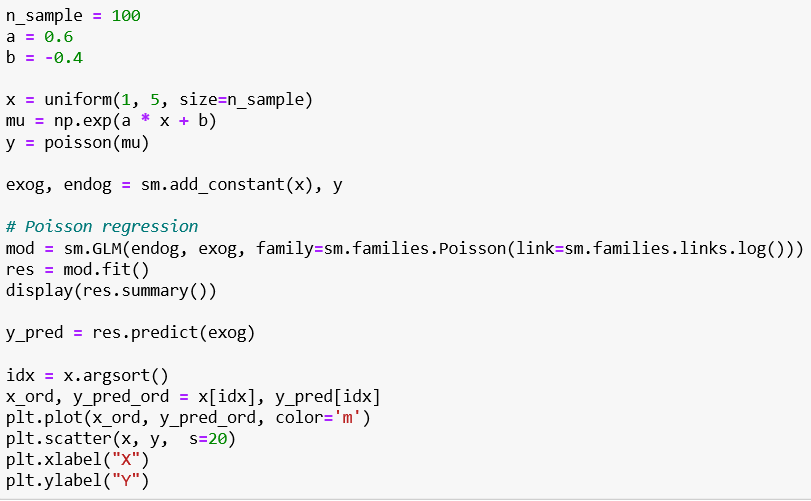 n_sample = 100
a = 0.6
b = -0.4
x = uniform(1, 5, size=n_sample)
mu = np.exp(a * x + b)
y = poisson(mu)
exog, endog = sm.add_constant(x), y
# Poisson regression
mod = sm.GLM(endog, exog, family=sm.families.Poisson(link=sm.families.links.log()))
res = mod.fit()
display(res.summary())
y_pred = res.predict(exog)
idx = x.argsort()
x_ord, y_pred_ord = x[idx], y_pred[idx]
plt.plot(x_ord, y_pred_ord, color='m')
plt.scatter(x, y,  s=20)
plt.xlabel("X")
plt.ylabel("Y")